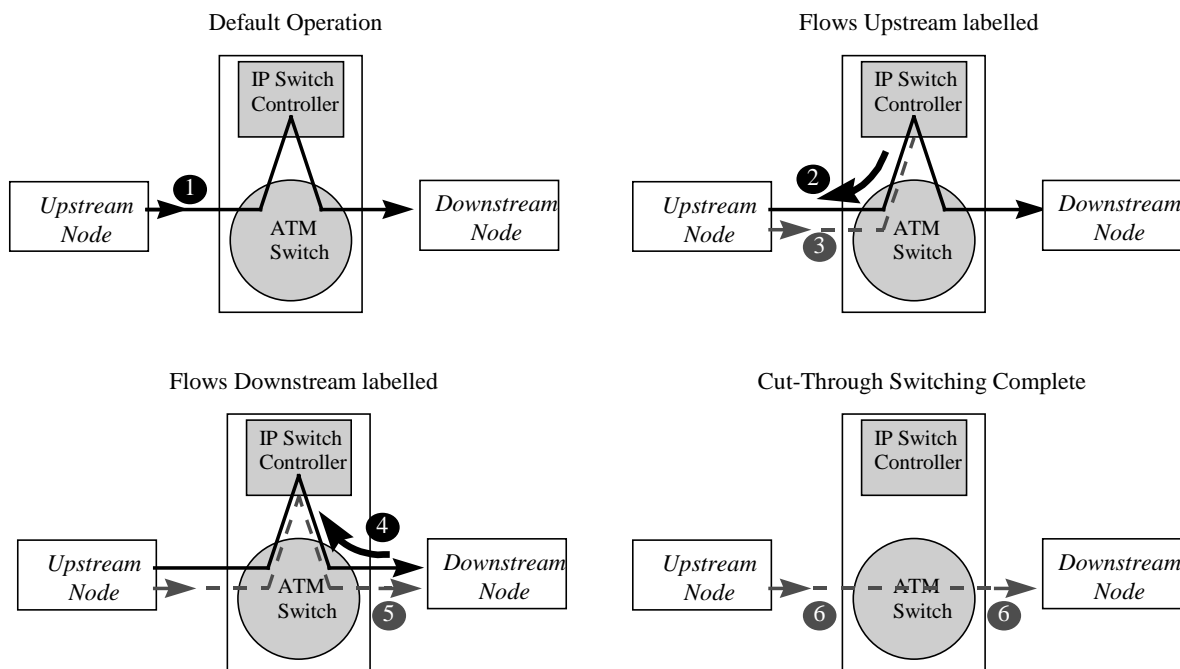 Default Operation
IP Switch
Controller
1
Upstream
Node
ATM
Switch
Downstream
Node
Flows Upstream labelled
IP Switch
Controller
2
Upstream
Node
3
ATM
Switch
Downstream
Node
Flows Downstream labelled
IP Switch
Controller
4
Upstream
Node
ATM
Switch
5
Downstream
Node
Cut-Through Switching Complete
IP Switch
Controller
Upstream
Node
6
ATM
Switch
6
Downstream
Node